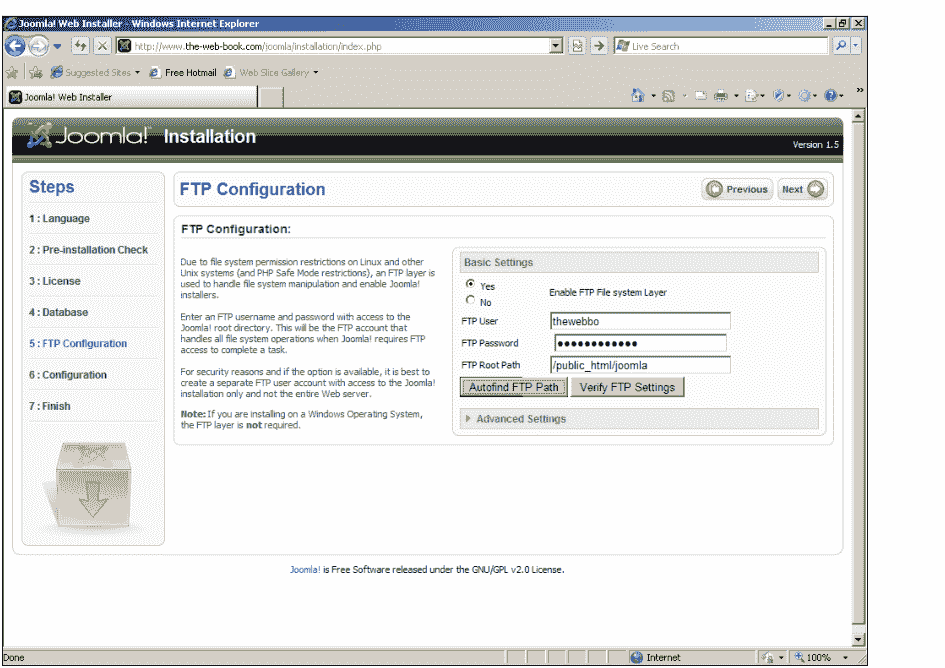 Joomla! Web Installer - Windows Internet Explorer
http://www.the-web-book.com/joomla/installation/index.php
Live Search
Suggested Sites
Free Hotmail
Web Slice Gallery
Joomla! Web Installer
Joomla! Installation
Version 1.5
Steps
1 : Language
2 : Pre-installation Check
3 : License
4 : Database
5 : FTP Configuration
6 : Configuration
7 : Finish
FTP Configuration
Previous
Next
FTP Configuration:
Due to file system permission restrictions on Linux and other
Unix systems (and PHP Safe Mode restrictions), an FTP layer is
used to handle file system manipulation and enable Joomla!
installers.
Enter an FTP username and password with access to the
Joomla! root directory. This will be the FTP account that
handles all file system operations when Joomla! requires FTP
access to complete a task.
For security reasons and if the option is available, it is best to
create a separate FTP user account with access to the Joomla!
installation only and not the entire Web server.
Note: If you are installing on a Windows Operating System,
the FTP layer is not required.
Basic Settings
Yes
No
Enable FTP File system Layer
FTP User
thewebbo
FTP Password
●●●●●●●●●●●●
FTP Root Path
/public_html/joomla
Autofind FTP Path
Verify FTP Settings
Advanced Settings
Joomla! is Free Software released under the GNU/GPL v2.0 License.
Done
Internet
100%